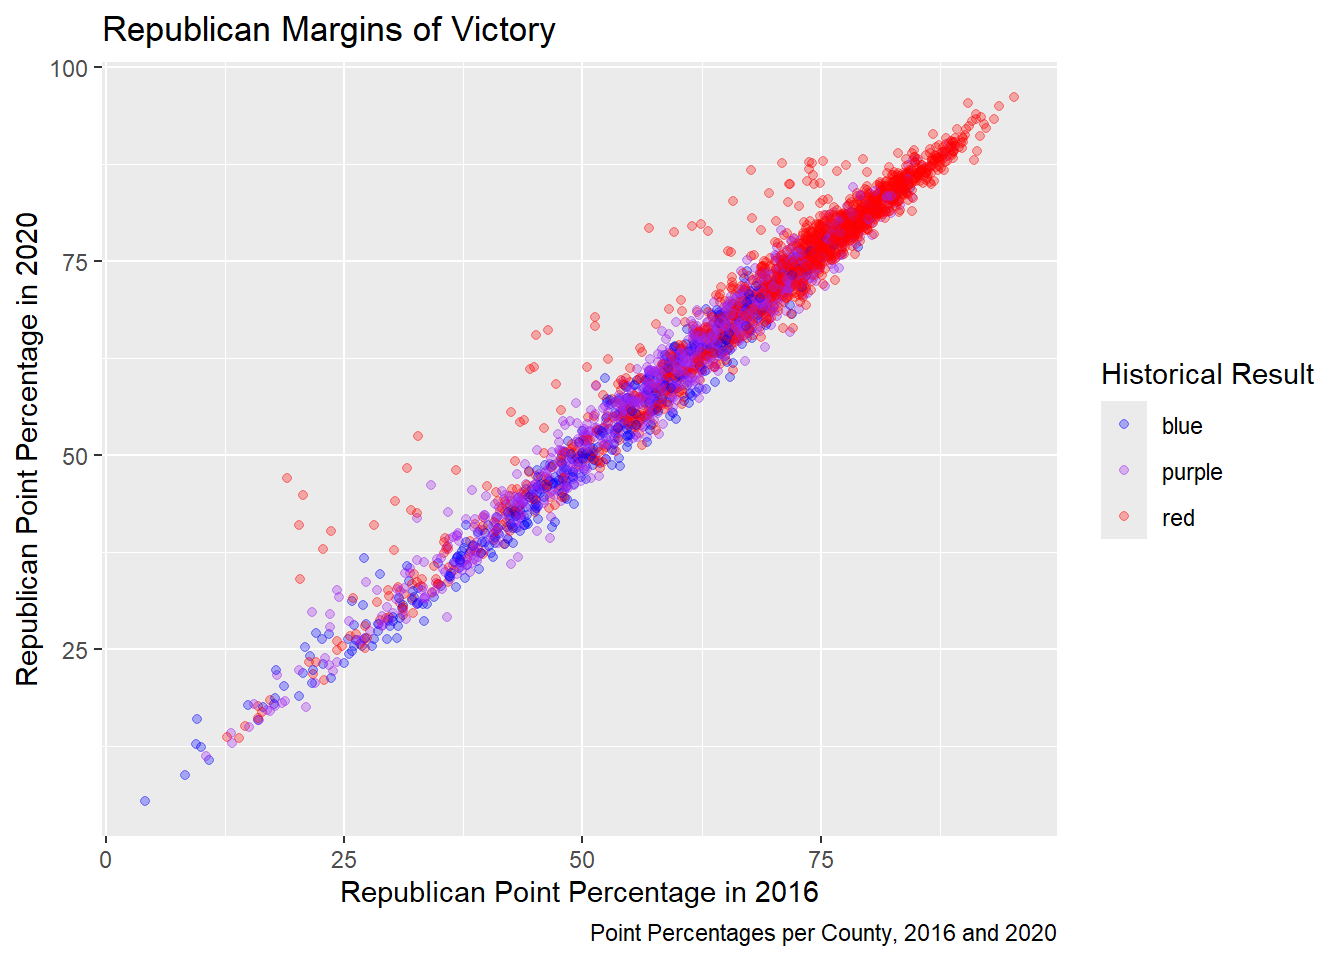 Republican Margins of Victory
100
75
50
25
Republican Point Percentage in 2020
0
25
50
75
Republican Point Percentage in 2016
Point Percentages per County, 2016 and 2020
Historical Result
blue
purple
red